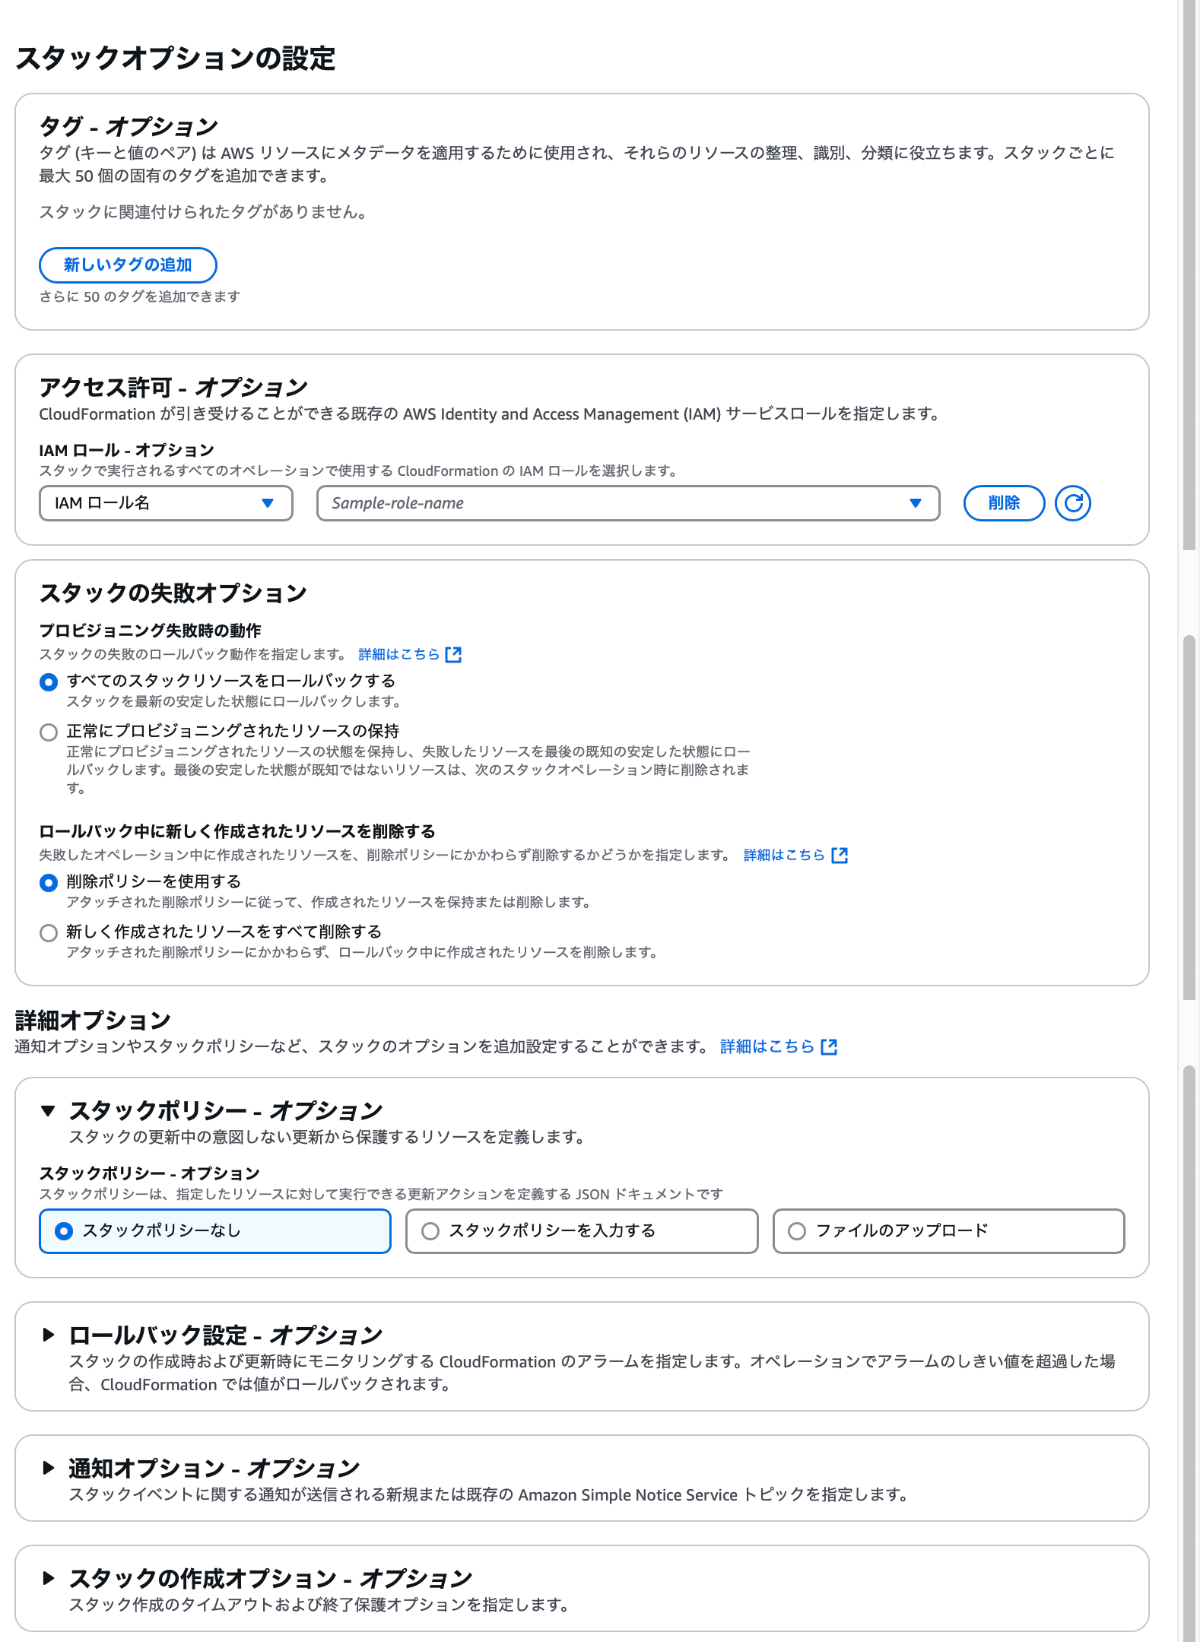 スタックオプションの設定
タグ - オプション
タグ (キーと値のペア) は AWS リソースにメタデータを適用するために使用され、それらのリソースの整理、識別、分類に役立ちます。スタックごとに
最大 50 個の固有のタグを追加できます。
スタックに関連付けられたタグがありません。
新しいタグの追加
さらに 50 のタグを追加できます
アクセス許可 - オプション
CloudFormation が引き受けることができる既存の AWS Identity and Access Management (IAM) サービスロールを指定します。
IAM ロール - オプション
スタックで実行されるすべてのオペレーションで使用する CloudFormation の IAM ロールを選択します。
IAM ロール名 Sample-role-name 削除
スタックの失敗オプション
プロビジョニング失敗時の動作
スタックの失敗のロールバック動作を指定します。 詳細はこちら
すべてのスタックリソースをロールバックする
スタックを最新の安定した状態にロールバックします。
正常にプロビジョニングされたリソースの保持
正常にプロビジョニングされたリソースの状態を保持し、失敗したリソースを最後の既知の安定した状態にロー
ルバックします。最後の安定した状態が既知ではないリソースは、次のスタックオペレーション時に削除されま
す。
ロールバック中に新しく作成されたリソースを削除する
失敗したオペレーション中に作成されたリソースを、削除ポリシーにかかわらず削除するかどうかを指定します。 詳細はこちら
削除ポリシーを使用する
アタッチされた削除ポリシーに従って、作成されたリソースを保持または削除します。
新しく作成されたリソースをすべて削除する
アタッチされた削除ポリシーにかかわらず、ロールバック中に作成されたリソースを削除します。
詳細オプション
通知オプションやスタックポリシーなど、スタックのオプションを追加設定することができます。 詳細はこちら
スタックポリシー - オプション
スタックの更新中の意図しない更新から保護するリソースを定義します。
スタックポリシー - オプション
スタックポリシーは、指定したリソースに対して実行できる更新アクションを定義する JSON ドキュメントです
スタックポリシーなし スタックポリシーを入力する ファイルのアップロード
ロールバック設定 - オプション
スタックの作成時および更新時にモニタリングする CloudFormation のアラームを指定します。オペレーションでアラームのしきい値を超過した場
合、CloudFormation では値がロールバックされます。
通知オプション - オプション
スタックイベントに関する通知が送信される新規または既存の Amazon Simple Notice Service トピックを指定します。
スタックの作成オプション - オプション
スタック作成のタイムアウトおよび終了保護オプションを指定します。